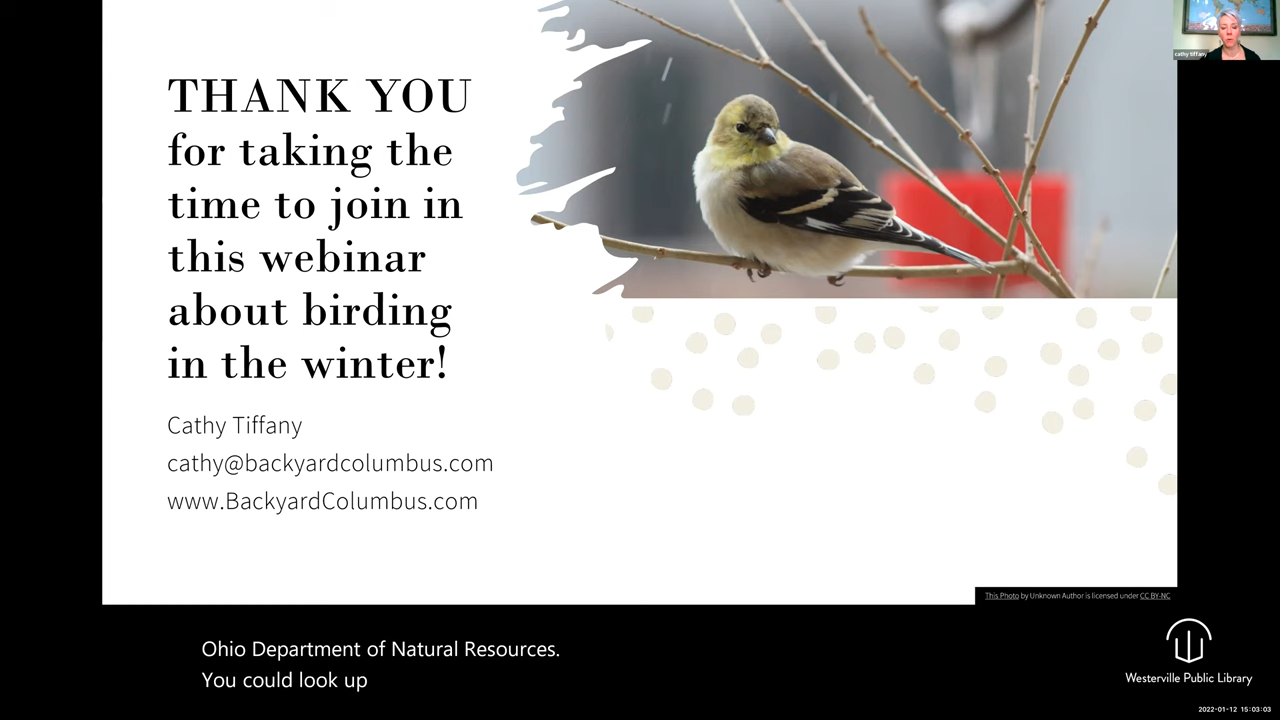 cathy tiffany
THANK YOU
for taking the
time to join in
this webinar
about birding
in the winter!
Cathy Tiffany
cathy@backyardcolumbus.com
www.BackyardColumbus.com
This Photo by Unknown Author is licensed under CC BY-NC
Ohio Department of Natural Resources.
You could look up
Westerville Public Library
2022-01-12 15:03:03